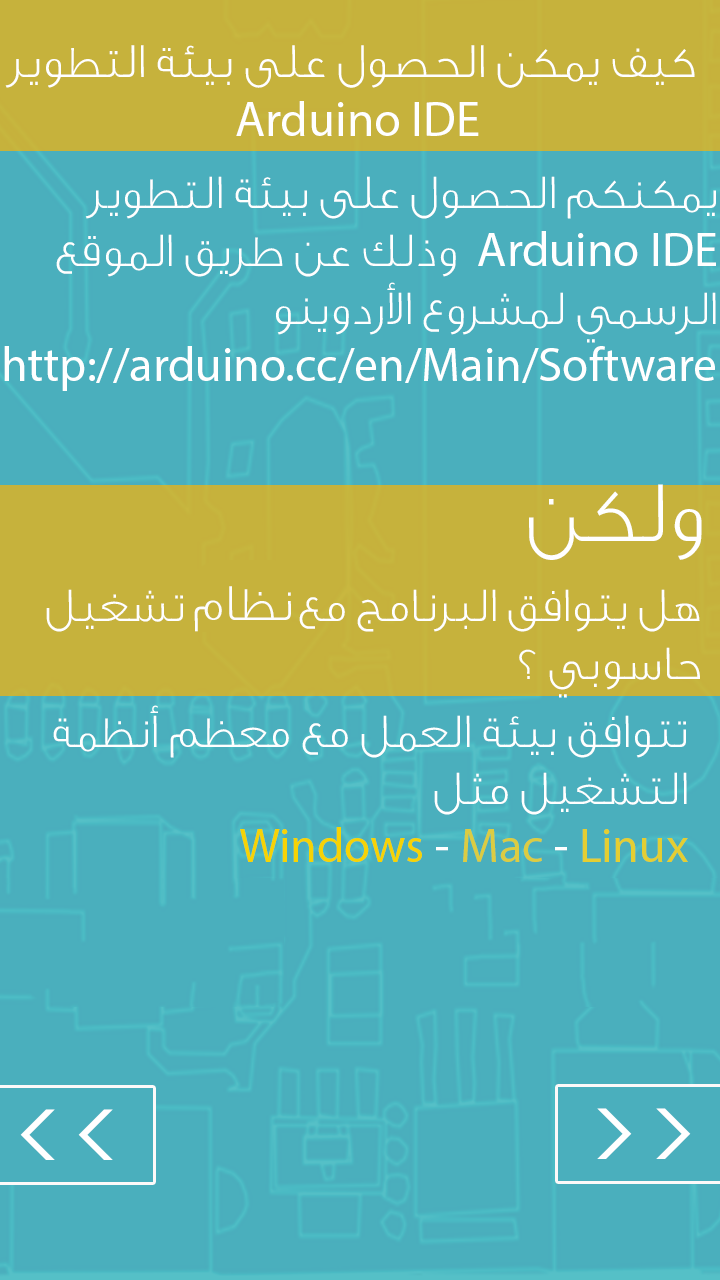 كيف يمكن الحصول على بيئة التطوير
Arduino IDE
يمكنكم الحصول على بيئة التطوير
Arduino IDE وذلك عن طريق الموقع
الرسمي لمشروع الأردوينو
http://arduino.cc/en/Main/Software
ولكن
هل يتوافق البرنامج مع نظام تشغيل
حاسوبي ؟
تتوافق بيئة العمل مع معظم أنظمة
التشغيل مثل
Windows - Mac - Linux